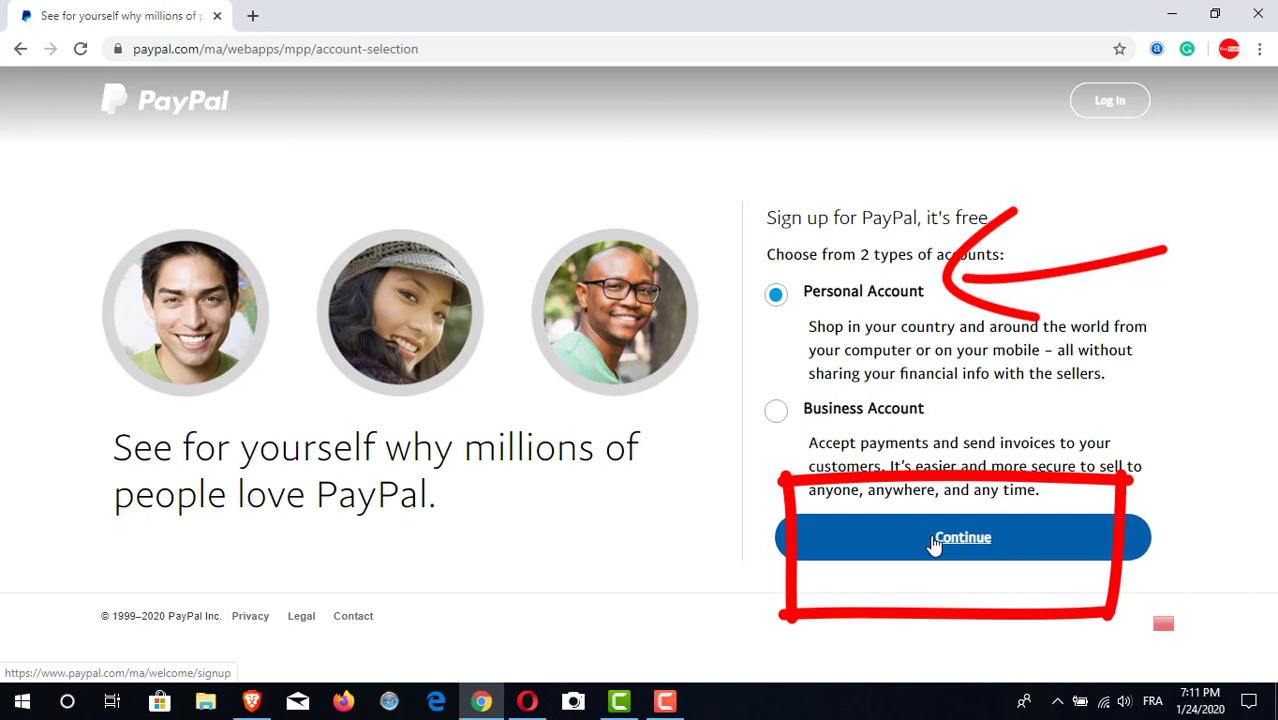 See for yourself why millions of p
paypal.com/ma/webapps/mpp/account-selection
PayPal
Log In
Sign up for PayPal, it's free
Choose from 2 types of accounts:
Personal Account
Shop in your country and around the world from
your computer or on your mobile – all without
sharing your financial info with the sellers.
Business Account
Accept payments and send invoices to your
customers. It's easier and more secure to sell to
anyone, anywhere, and any time.
Continue
See for yourself why millions of
people love PayPal.
© 1999–2020 PayPal Inc. Privacy Legal Contact
https://www.paypal.com/ma/welcome/signup
FRA
7:11 PM
1/24/2020